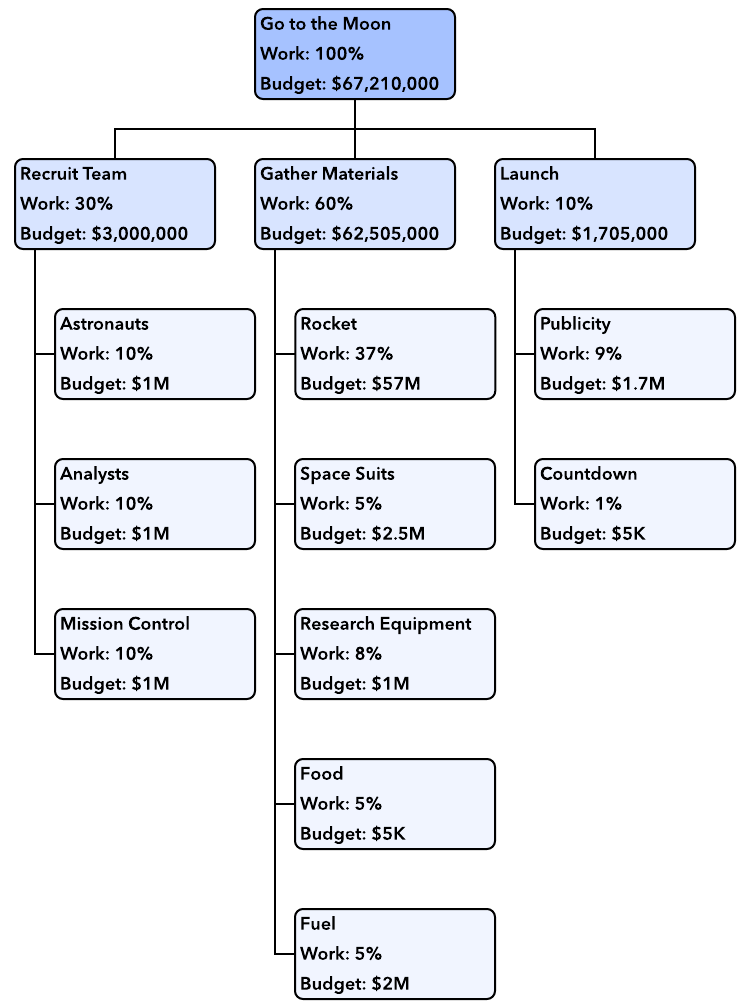 Go to the Moon
Work: 100%
Budget: $67,210,000
Recruit Team
Work: 30%
Budget: $3,000,000
Gather Materials
Work: 60%
Budget: $62,505,000
Launch
Work: 10%
Budget: $1,705,000
Astronauts
Work: 10%
Budget: $1M
Analysts
Work: 10%
Budget: $1M
Mission Control
Work: 10%
Budget: $1M
Rocket
Work: 37%
Budget: $57M
Space Suits
Work: 5%
Budget: $2.5M
Research Equipment
Work: 8%
Budget: $1M
Food
Work: 5%
Budget: $5K
Fuel
Work: 5%
Budget: $2M
Publicity
Work: 9%
Budget: $1.7M
Countdown
Work: 1%
Budget: $5K